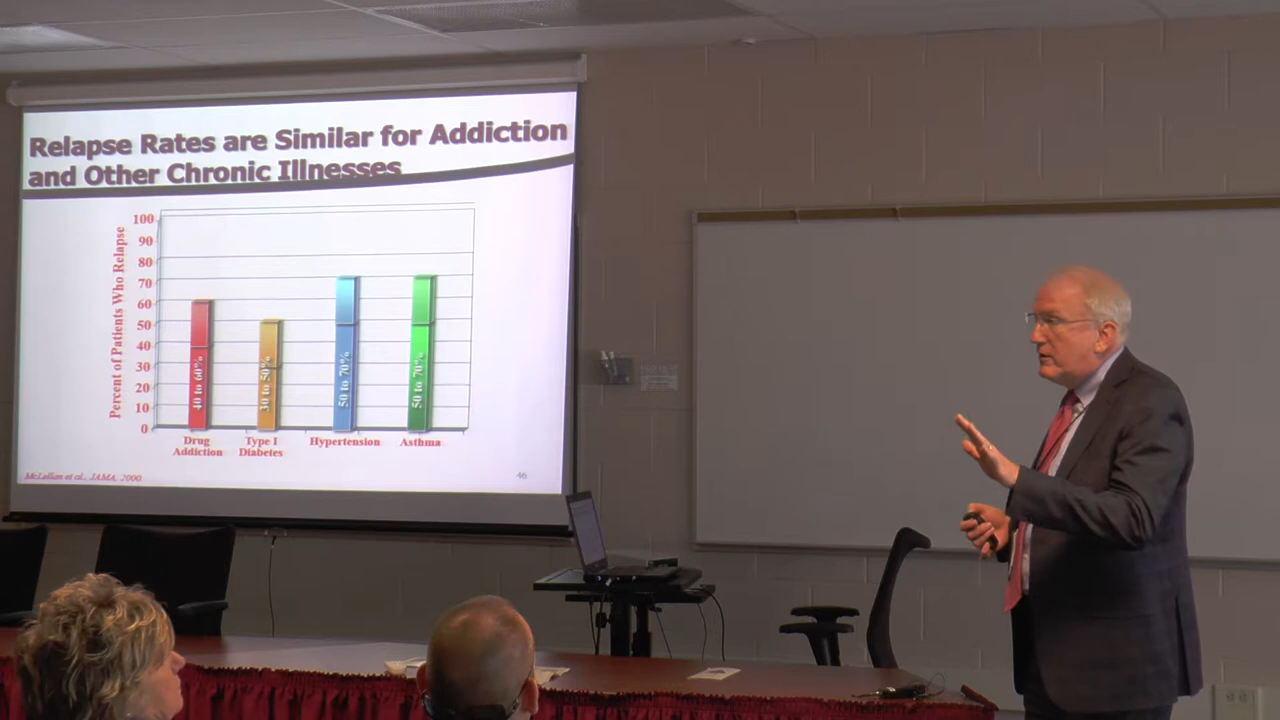 Relapse Rates are Similar for Addiction
and Other Chronic Illnesses
Percent of Patients Who Relapse
100
90
80
70
60
50
40
30
20
10
0
40 to 60%
30 to 50%
50 to 70%
50 to 70%
Drug
Addiction
Type I
Diabetes
Hypertension
Asthma
McLellan et al., JAMA, 2000.
46